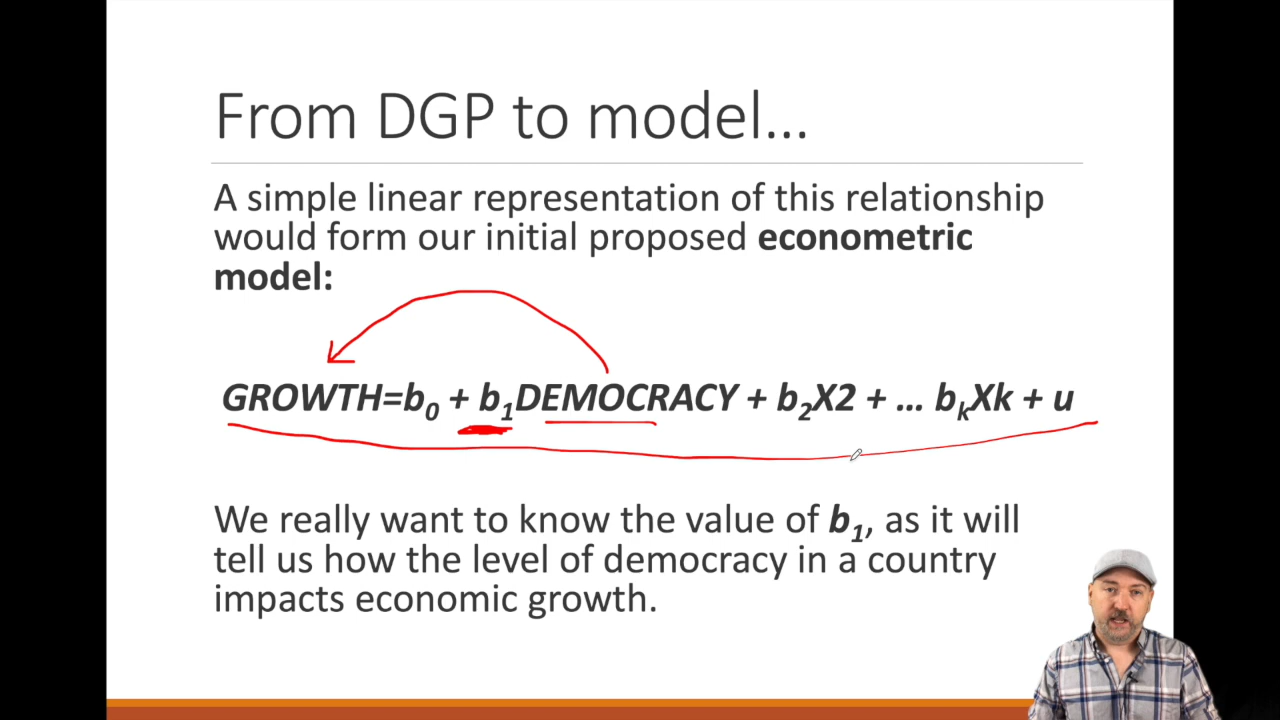 From DGP to model...
A simple linear representation of this relationship
would form our initial proposed econometric
model:
GROWTH=b₀ + b₁DEMOCRACY + b₂X2 + ... bₖXk + u
We really want to know the value of b₁, as it will
tell us how the level of democracy in a country
impacts economic growth.